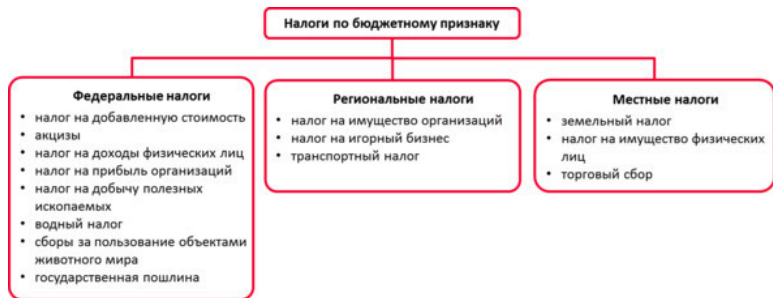 Налоги по бюджетному признаку
Федеральные налоги
• налог на добавленную стоимость
• акцизы
• налог на доходы физических лиц
• налог на прибыль организаций
• налог на добычу полезных
ископаемых
• водный налог
• сборы за пользование объектами
животного мира
• государственная пошлина
Региональные налоги
• налог на имущество организаций
• налог на игорный бизнес
• транспортный налог
Местные налоги
• земельный налог
• налог на имущество физических
лиц
• торговый сбор